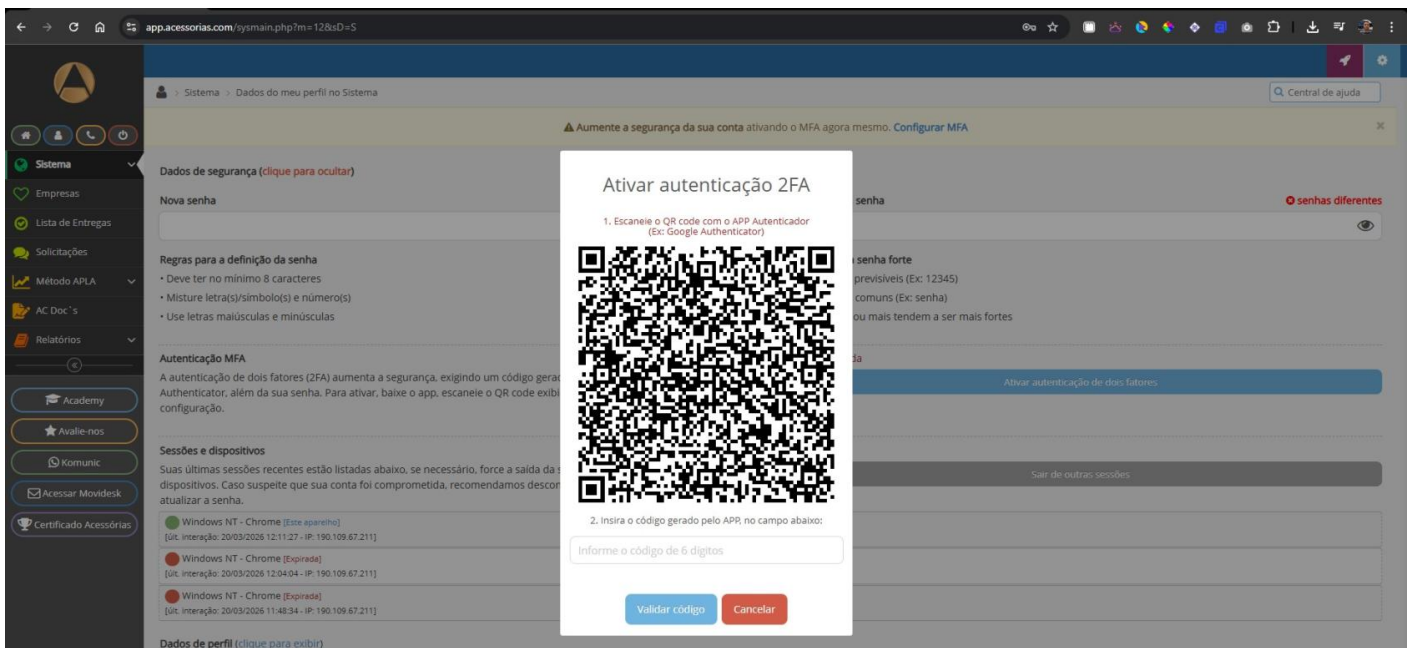 app.acessorias.com/sysmain.php?m=12&sD=S
Sistema > Dados do meu perfil no Sistema
Central de ajuda
Aumente a segurança da sua conta ativando o MFA agora mesmo. Configurar MFA
Sistema
Empresas
Lista de Entregas
Solicitações
Método APLA
AC Doc`s
Relatórios
Academy
Avalie-nos
Komunic
Acessar Movidesk
Certificado Acessórias
Dados de segurança (clique para ocultar)
Nova senha
senha
senhas diferentes
Regras para a definição da senha
• Deve ter no mínimo 8 caracteres
• Misture letra(s)/símbolo(s) e número(s)
• Use letras maiúsculas e minúsculas
senha forte
previsíveis (Ex: 12345)
comuns (Ex: senha)
ou mais tendem a ser mais fortes
Autenticação MFA
A autenticação de dois fatores (2FA) aumenta a segurança, exigindo um código gerad
Authenticator, além da sua senha. Para ativar, baixe o app, escaneie o QR code exibi
configuração.
Ativar autenticação de dois fatores
Sessões e dispositivos
Suas últimas sessões recentes estão listadas abaixo, se necessário, force a saída da s
dispositivos. Caso suspeite que sua conta foi comprometida, recomendamos descon
atualizar a senha.
Sair de outras sessões
Windows NT - Chrome [Este aparelho]
[últ. interação: 20/03/2026 12:11:27 - IP: 190.109.67.211]
Windows NT - Chrome [Expirada]
[últ. interação: 20/03/2026 12:04:04 - IP: 190.109.67.211]
Windows NT - Chrome [Expirada]
[últ. interação: 20/03/2026 11:48:34 - IP: 190.109.67.211]
Dados de perfil (clique para exibir)
Ativar autenticação 2FA
1. Escaneie o QR code com o APP Autenticador
(Ex: Google Authenticator)
2. Insira o código gerado pelo APP, no campo abaixo:
Informe o código de 6 dígitos
Validar código
Cancelar